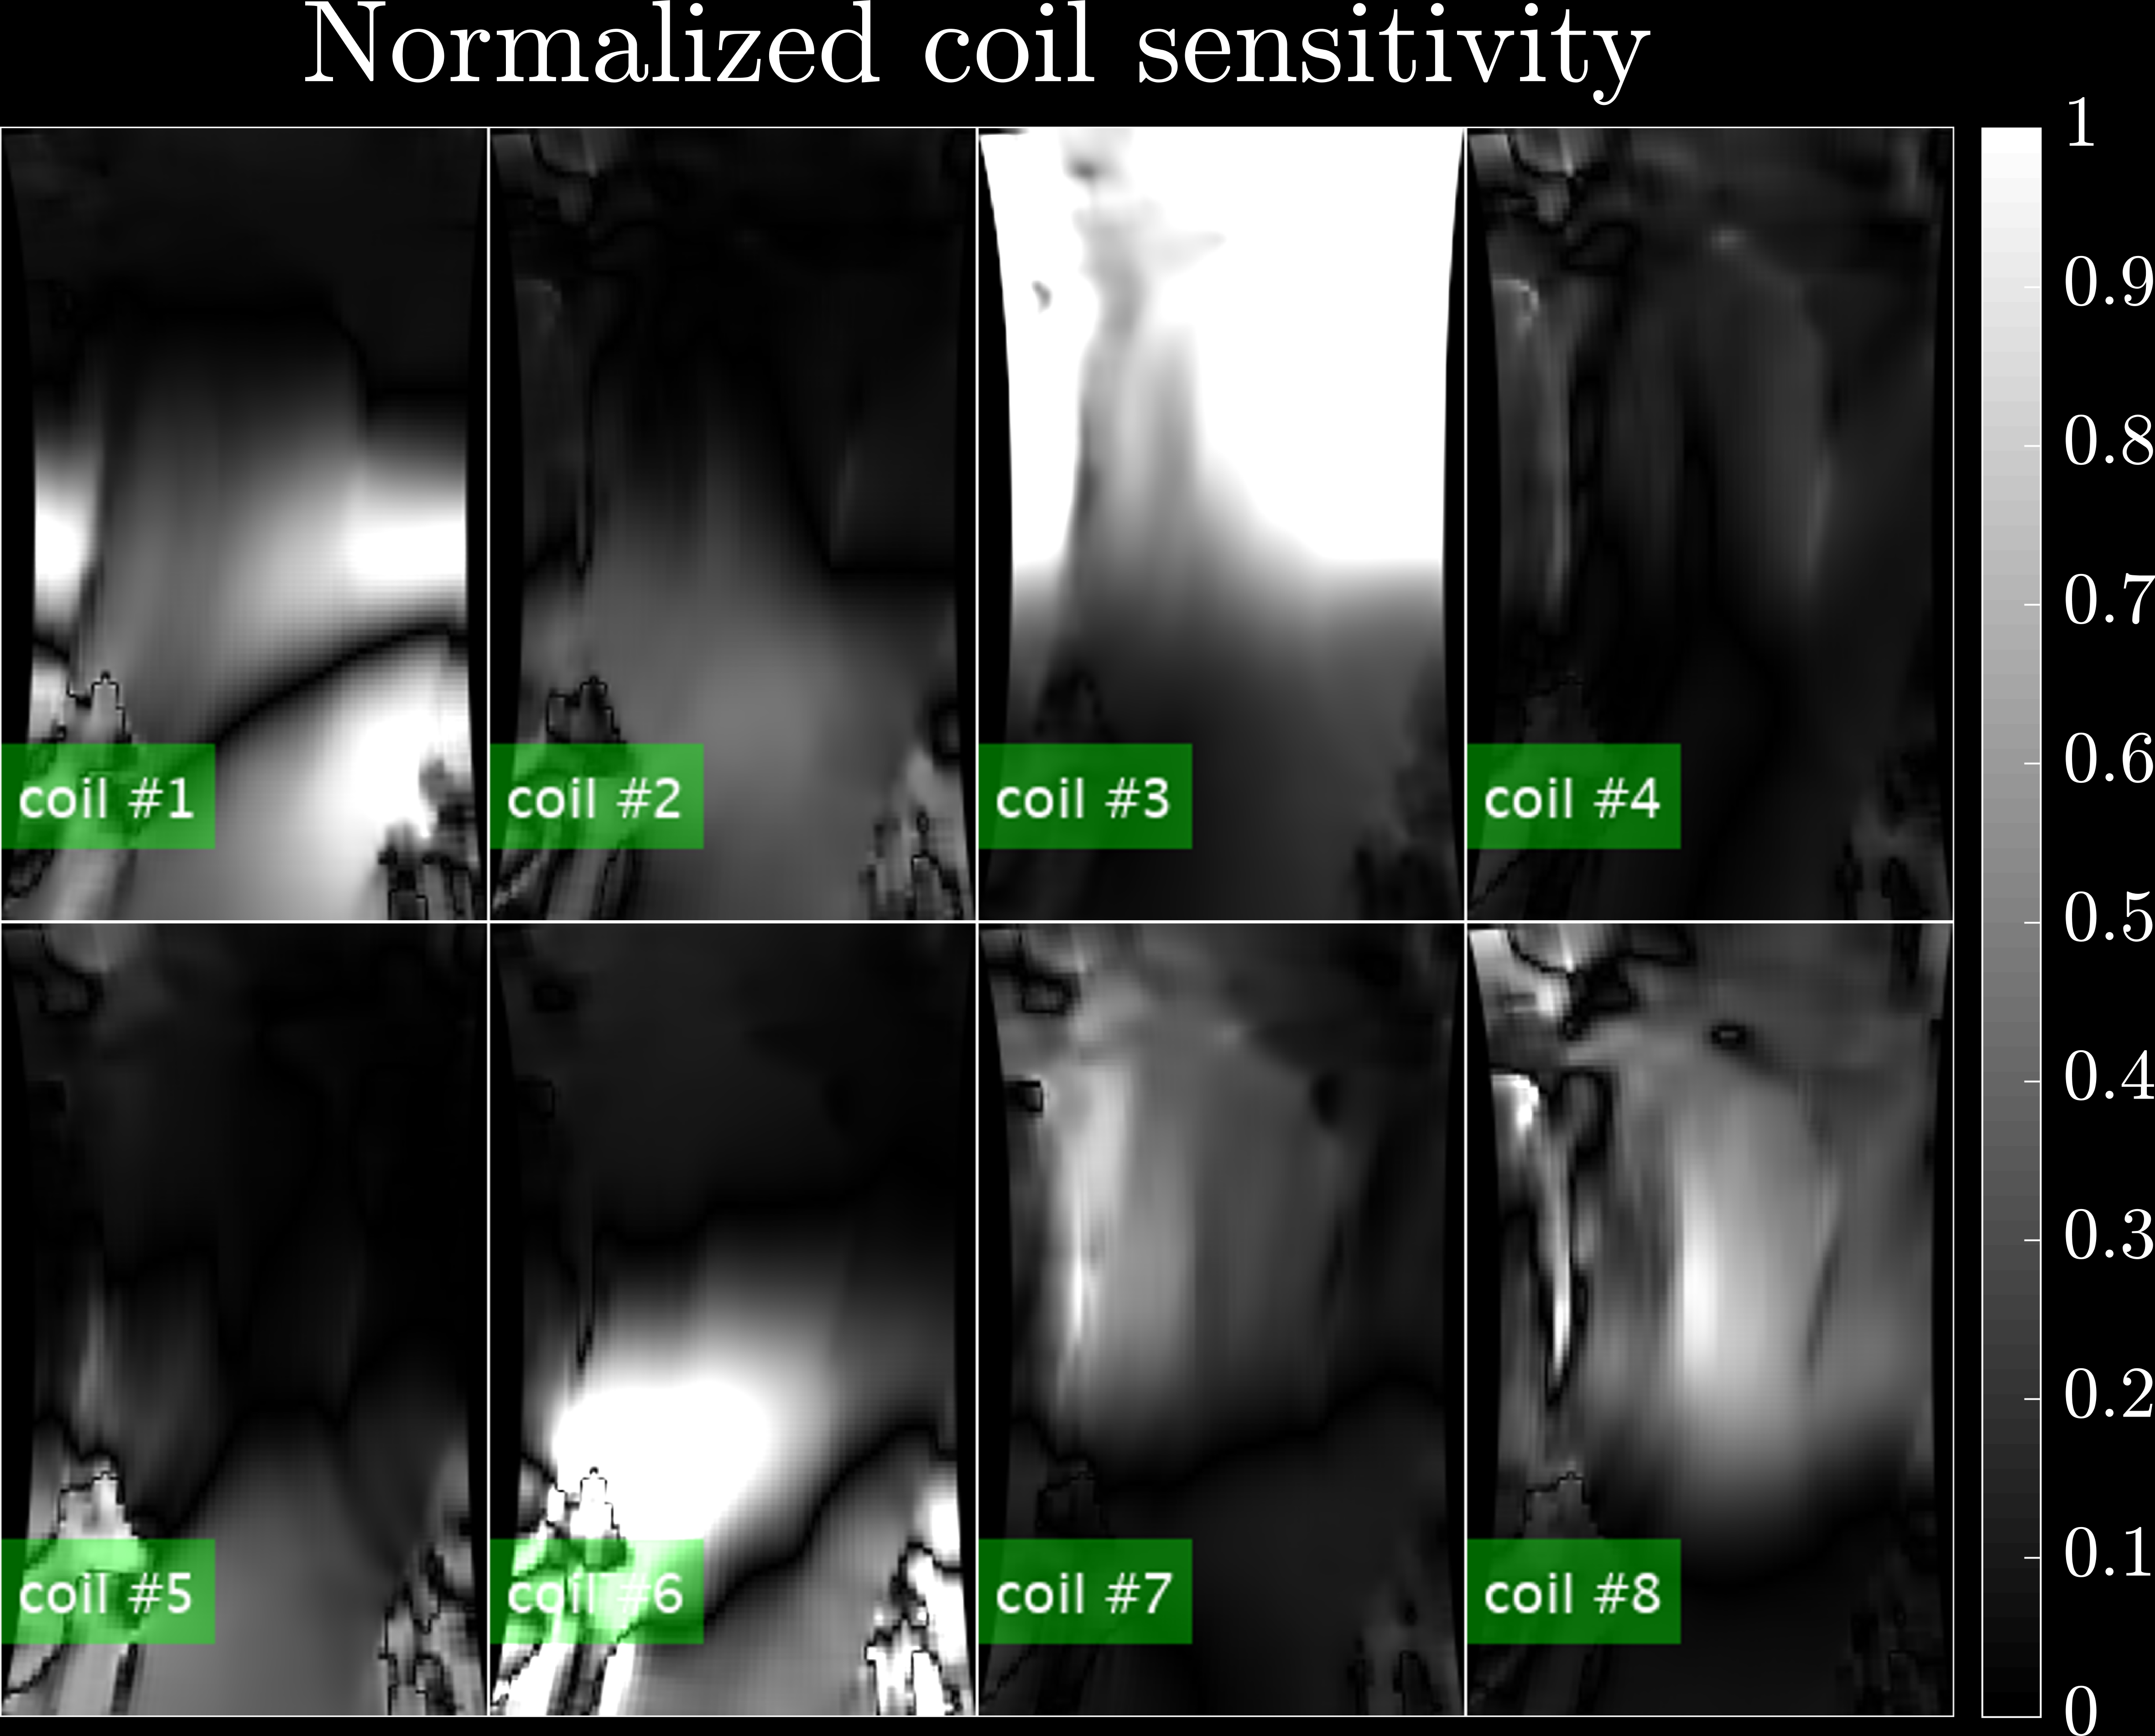 Normalized coil sensitivity
coil #1
coil #2
coil #3
coil #4
coil #5
coil #6
coil #7
coil #8
1
0.9
0.8
0.7
0.6
0.5
0.4
0.3
0.2
0.1
0